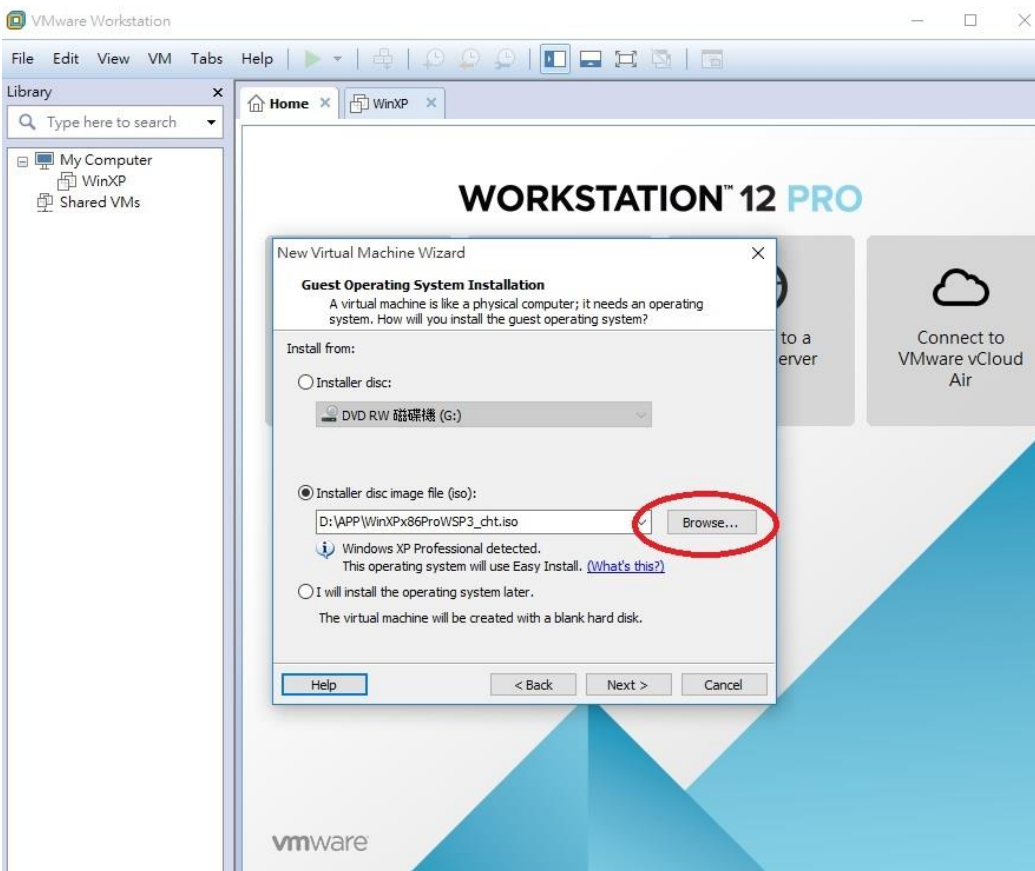 VMware Workstation
File Edit View VM Tabs Help
Library
Type here to search
My Computer
WinXP
Shared VMs
Home
WinXP
WORKSTATION™ 12 PRO
New Virtual Machine Wizard
Guest Operating System Installation
A virtual machine is like a physical computer; it needs an operating
system. How will you install the guest operating system?
Install from:
Installer disc:
DVD RW 磁碟機 (G:)
Installer disc image file (iso):
D:\APP\WinXPx86ProWSP3_cht.iso
Browse...
Windows XP Professional detected.
This operating system will use Easy Install. (What's this?)
I will install the operating system later.
The virtual machine will be created with a blank hard disk.
Help
< Back
Next >
Cancel
to a
erver
Connect to
VMware vCloud
Air
vmware